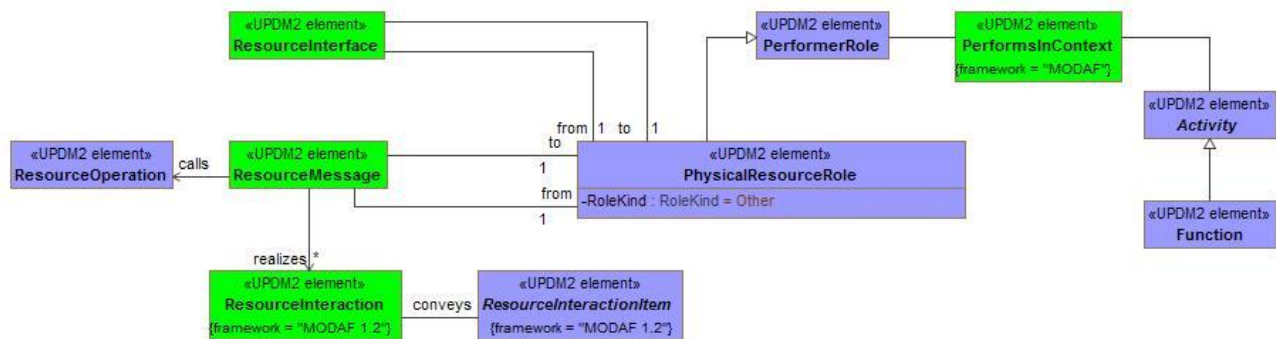 «UPDM2 element»
ResourceInterface
«UPDM2 element»
PerformerRole
«UPDM2 element»
PerformsInContext
{framework = "MODAF"}
«UPDM2 element»
Activity
from 1 to 1
to
1
«UPDM2 element»
ResourceOperation
calls
«UPDM2 element»
ResourceMessage
«UPDM2 element»
PhysicalResourceRole
-RoleKind : RoleKind = Other
from
1
«UPDM2 element»
Function
realizes *
«UPDM2 element»
ResourceInteraction
{framework = "MODAF 1.2"}
conveys
«UPDM2 element»
ResourceInteractionItem
{framework = "MODAF 1.2"}